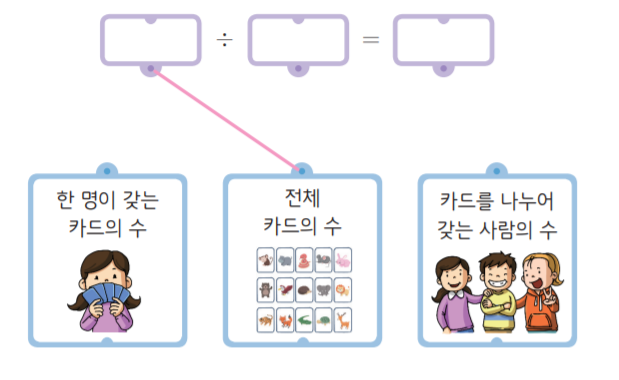 ÷ =
한 명이 갖는
카드의 수
전체
카드의 수
카드를 나누어
갖는 사람의 수